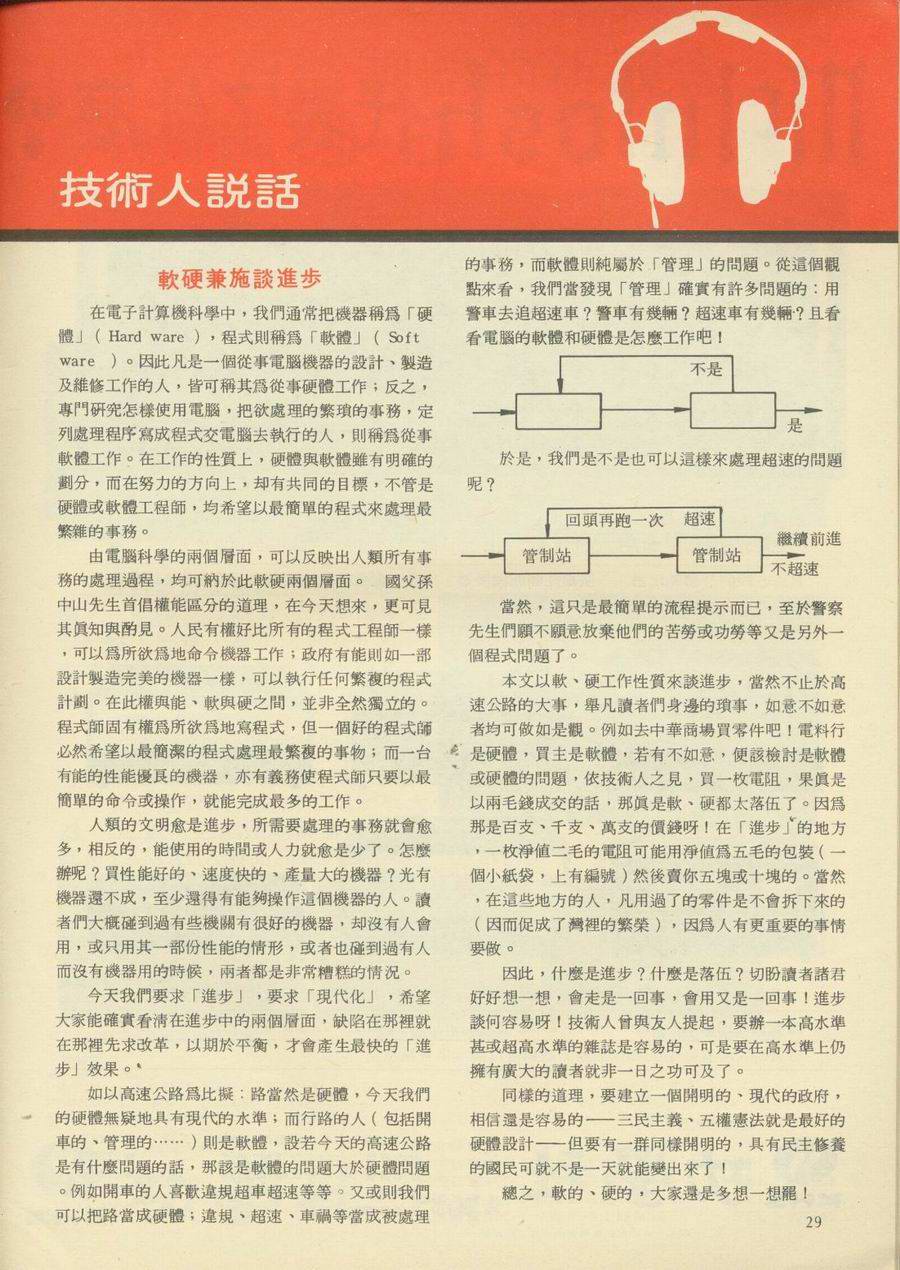 技術人説話
軟硬兼施談進步
在電子計算機科學中，我們通常把機器稱爲「硬
體」（ Hard ware ），程式則稱爲「軟體」（ Soft
ware ）。因此凡是一個從事電腦機器的設計、製造
及維修工作的人，皆可稱其爲從事硬體工作；反之，
專門研究怎樣使用電腦，把欲處理的繁瑣的事務，定
列處理程序寫成程式交電腦去執行的人，則稱爲從事
軟體工作。在工作的性質上，硬體與軟體雖有明確的
劃分，而在努力的方向上，却有共同的目標，不管是
硬體或軟體工程師，均希望以最簡單的程式來處理最
繁雜的事務。
由電腦科學的兩個層面，可以反映出人類所有事
務的處理過程，均可納於此軟硬兩個層面。　國父孫
中山先生首倡權能區分的道理，在今天想來，更可見
其眞知與酌見。人民有權好比所有的程式工程師一樣
，可以爲所欲爲地命令機器工作；政府有能則如一部
設計製造完美的機器一樣，可以執行任何繁複的程式
計劃。在此權與能、軟與硬之間，並非全然獨立的。
程式師固有權爲所欲爲地寫程式，但一個好的程式師
必然希望以最簡潔的程式處理最繁複的事物；而一台
有能的性能優良的機器，亦有義務使程式師只要以最
簡單的命令或操作，就能完成最多的工作。
人類的文明愈是進步，所需要處理的事務就會愈
多，相反的，能使用的時間或人力就愈是少了。怎麼
辦呢？買性能好的、速度快的、產量大的機器？光有
機器還不成，至少還得有能夠操作這個機器的人。讀
者們大槪碰到過有些機關有很好的機器，却沒有人會
用，或只用其一部份性能的情形，或者也碰到過有人
而沒有機器用的時候，兩者都是非常糟糕的情況。
今天我們要求「進步」，要求「現代化」，希望
大家能確實看淸在進步中的兩個層面，缺陷在那裡就
在那裡先求改革，以期於平衡，才會產生最快的「進
步」效果。
如以高速公路爲比擬：路當然是硬體，今天我們
的硬體無疑地具有現代的水準；而行路的人（包括開
車的、管理的……）則是軟體，設若今天的高速公路
是有什麼問題的話，那該是軟體的問題大於硬體問題
。例如開車的人喜歡違規超車超速等等。又或則我們
可以把路當成硬體；違規、超速、車禍等當成被處理
的事務，而軟體則純屬於「管理」的問題。從這個觀
點來看，我們當發現「管理」確實有許多問題的：用
警車去追超速車？警車有幾輛？超速車有幾輛？且看
看電腦的軟體和硬體是怎麼工作吧！
不是
是
於是，我們是不是也可以這樣來處理超速的問題
呢？
回頭再跑一次　超速
管制站　管制站　繼續前進
不超速
當然，這只是最簡單的流程提示而已，至於警察
先生們願不願意放棄他們的苦勞或功勞等又是另外一
個程式問題了。
本文以軟、硬工作性質來談進步，當然不止於高
速公路的大事，舉凡讀者們身邊的瑣事，如意不如意
者均可做如是觀。例如去中華商場買零件吧！電料行
是硬體，買主是軟體，若有不如意，便該檢討是軟體
或硬體的問題，依技術人之見，買一枚電阻，果眞是
以兩毛錢成交的話，那眞是軟、硬都太落伍了。因爲
那是百支、千支、萬支的價錢呀！在「進步」的地方
，一枚淨値二毛的電阻可能用淨値爲五毛的包裝（一
個小紙袋，上有編號）然後賣你五塊或十塊的。當然
，在這些地方的人，凡用過了的零件是不會拆下來的
（因而促成了灣裡的繁榮），因爲人有更重要的事情
要做。
因此，什麼是進步？什麼是落伍？切盼讀者諸君
好好想一想，會走是一回事，會用又是一回事！進步
談何容易呀！技術人曾與友人提起，要辦一本高水準
甚或超高水準的雜誌是容易的，可是要在高水準上仍
擁有廣大的讀者就非一日之功可及了。
同樣的道理，要建立一個開明的、現代的政府，
相信還是容易的——三民主義、五權憲法就是最好的
硬體設計——但要有一群同樣開明的，具有民主修養
的國民可就不是一天就能變出來了！
總之，軟的、硬的，大家還是多想一想罷！
29